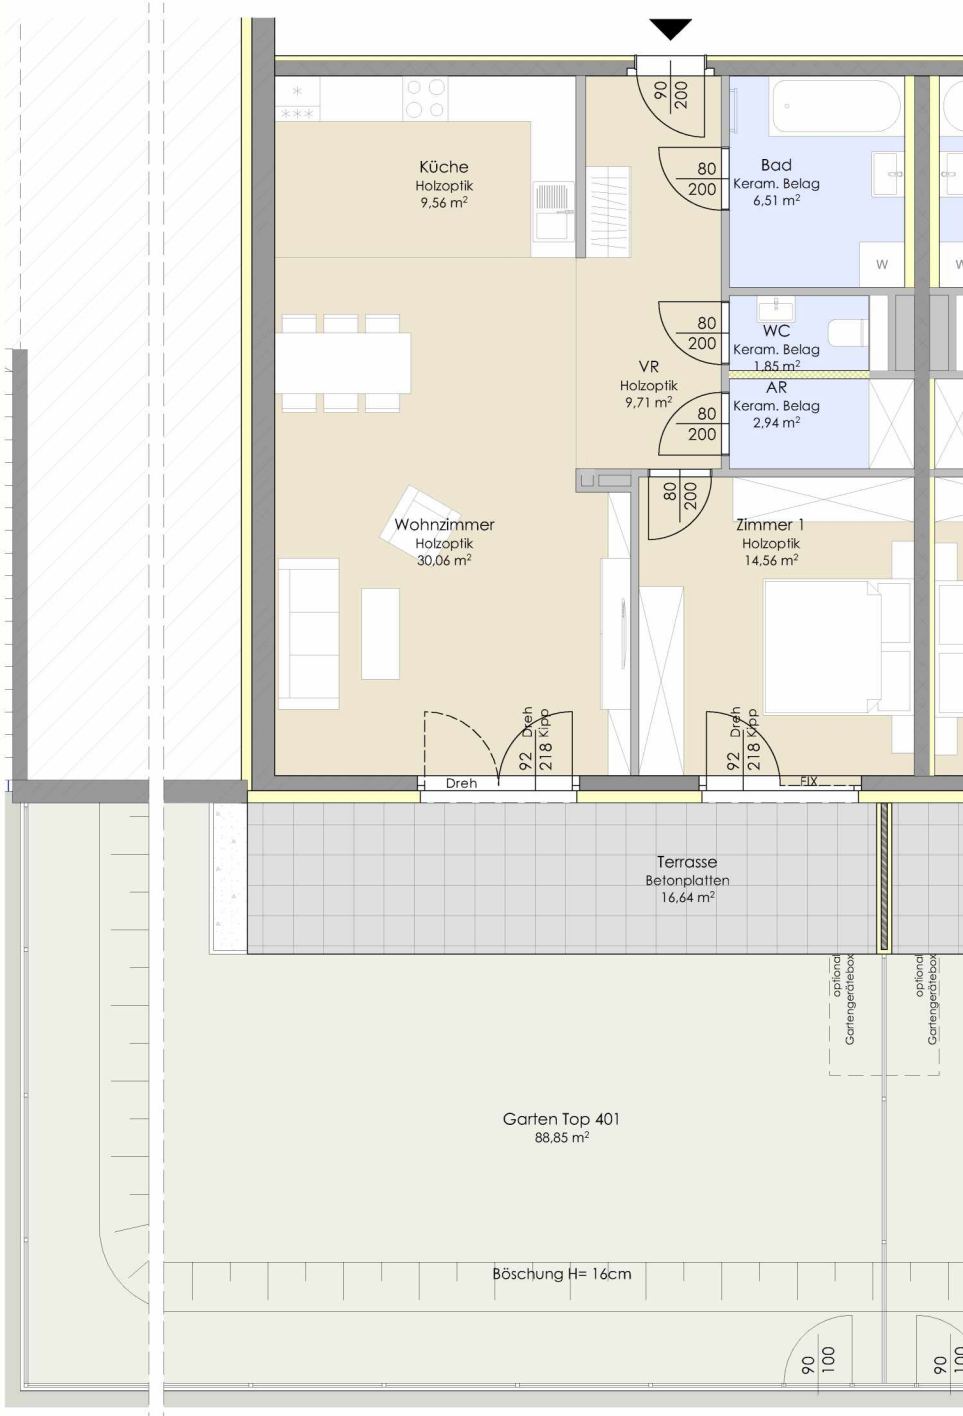 90
200
Küche
Holzoptik
9,56 m²
80
200
Bad
Keram. Belag
6,51 m²
W
W
80
200
WC
Keram. Belag
1,85 m²
VR
Holzoptik
9,71 m²
80
200
AR
Keram. Belag
2,94 m²
80
200
Wohnzimmer
Holzoptik
30,06 m²
Zimmer 1
Holzoptik
14,56 m²
92 Dreh
218 Kipp
92 Dreh
218 Kipp
Dreh
FIX
Terrasse
Betonplatten
16,64 m²
optional
Gartengerätebox
optional
Gartengerätebox
Garten Top 401
88,85 m²
Böschung H= 16cm
90
100
90
100